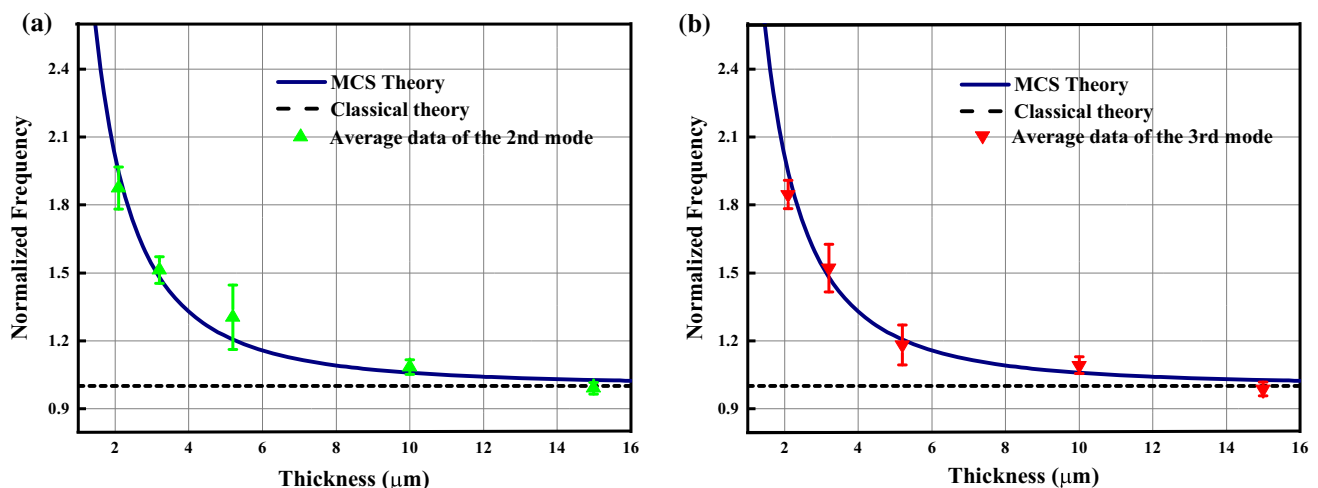 (a)
2.4
2.1
1.8
1.5
1.2
0.9
Normalized Frequency
MCS Theory
Classical theory
Average data of the 2nd mode
2 4 6 8 10 12 14 16
Thickness (μm)
(b)
2.4
2.1
1.8
1.5
1.2
0.9
Normalized Frequency
MCS Theory
Classical theory
Average data of the 3rd mode
2 4 6 8 10 12 14 16
Thickness (μm)